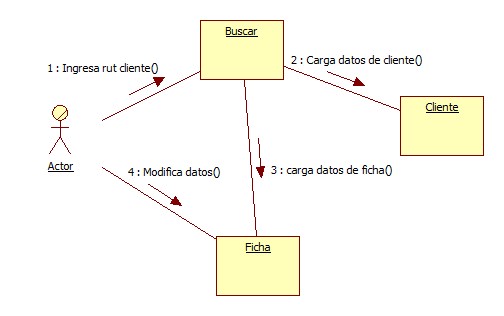 Buscar
1 : Ingresa rut cliente()
2 : Carga datos de cliente()
Cliente
Actor
4 : Modifica datos()
3 : carga datos de ficha()
Ficha